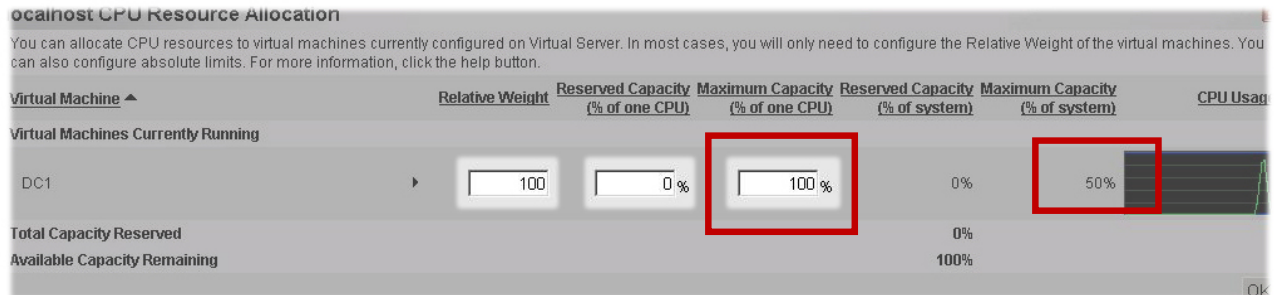 ocalhost CPU Resource Allocation
You can allocate CPU resources to virtual machines currently configured on Virtual Server. In most cases, you will only need to configure the Relative Weight of the virtual machines. You
can also configure absolute limits. For more information, click the help button.
Virtual Machine Relative Weight Reserved Capacity (% of one CPU) Maximum Capacity (% of one CPU) Reserved Capacity (% of system) Maximum Capacity (% of system) CPU Usag
Virtual Machines Currently Running
DC1 100 0 % 100 % 0% 50%
Total Capacity Reserved 0%
Available Capacity Remaining 100%
OK